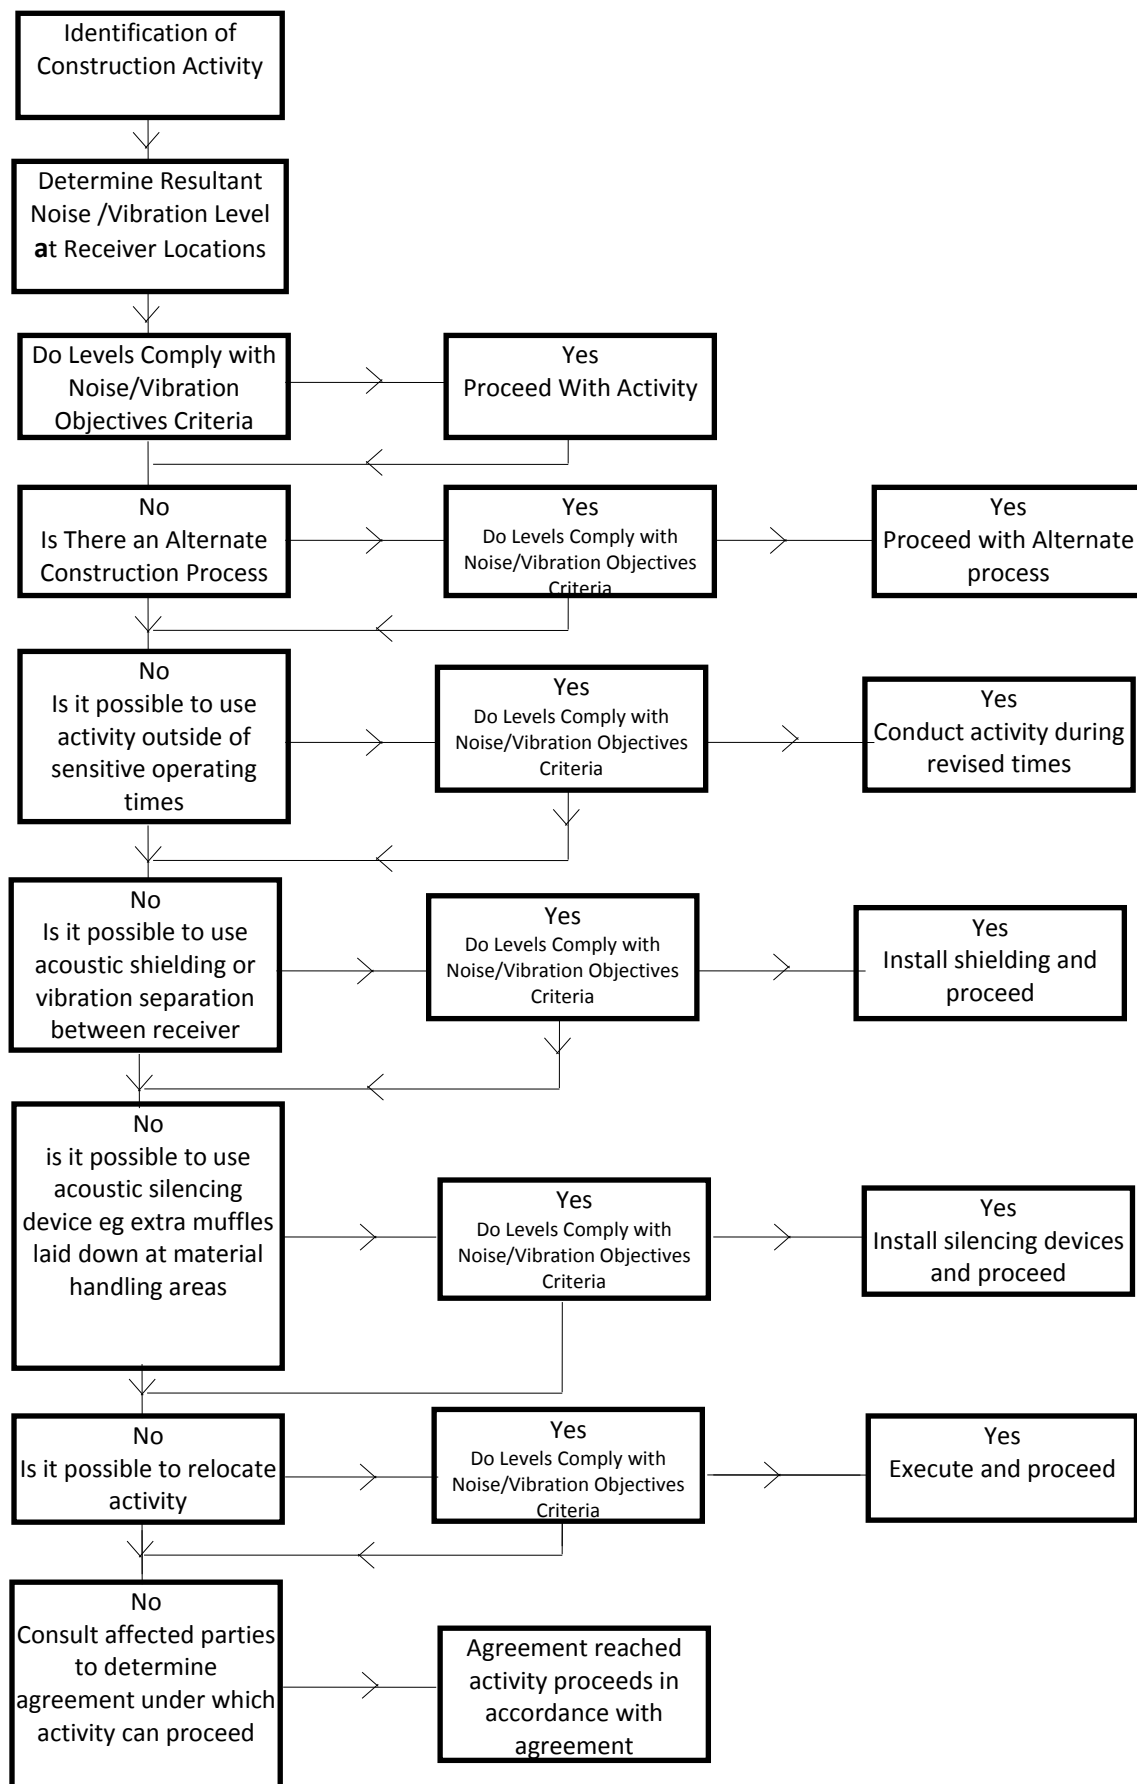 Identification of
Construction Activity
Determine Resultant
Noise /Vibration Level
at Receiver Locations
Do Levels Comply with
Noise/Vibration
Objectives Criteria
Yes
Proceed With Activity
No
Is There an Alternate
Construction Process
Yes
Do Levels Comply with
Noise/Vibration Objectives
Criteria
Yes
Proceed with Alternate
process
No
Is it possible to use
activity outside of
sensitive operating
times
Yes
Do Levels Comply with
Noise/Vibration Objectives
Criteria
Yes
Conduct activity during
revised times
No
Is it possible to use
acoustic shielding or
vibration separation
between receiver
Yes
Do Levels Comply with
Noise/Vibration Objectives
Criteria
Yes
Install shielding and
proceed
No
is it possible to use
acoustic silencing
device eg extra muffles
laid down at material
handling areas
Yes
Do Levels Comply with
Noise/Vibration Objectives
Criteria
Yes
Install silencing devices
and proceed
No
Is it possible to relocate
activity
Yes
Do Levels Comply with
Noise/Vibration Objectives
Criteria
Yes
Execute and proceed
No
Consult affected parties
to determine
agreement under which
activity can proceed
Agreement reached
activity proceeds in
accordance with
agreement